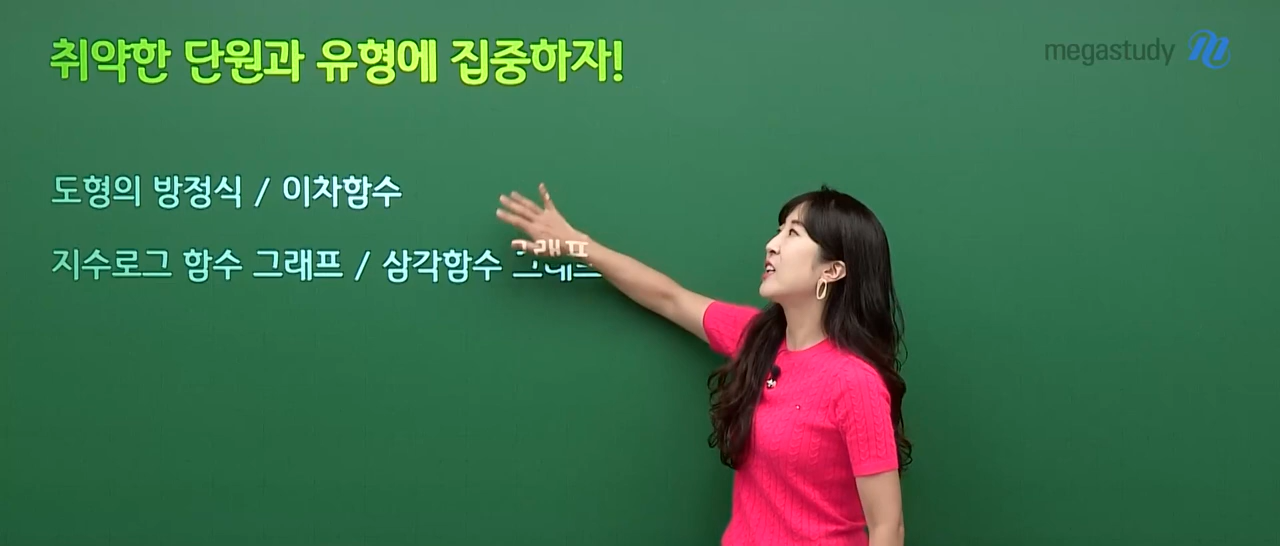 취약한 단원과 유형에 집중하자!
megastudy
도형의 방정식 / 이차함수
지수로그 함수 그래프 / 삼각함수 그래프